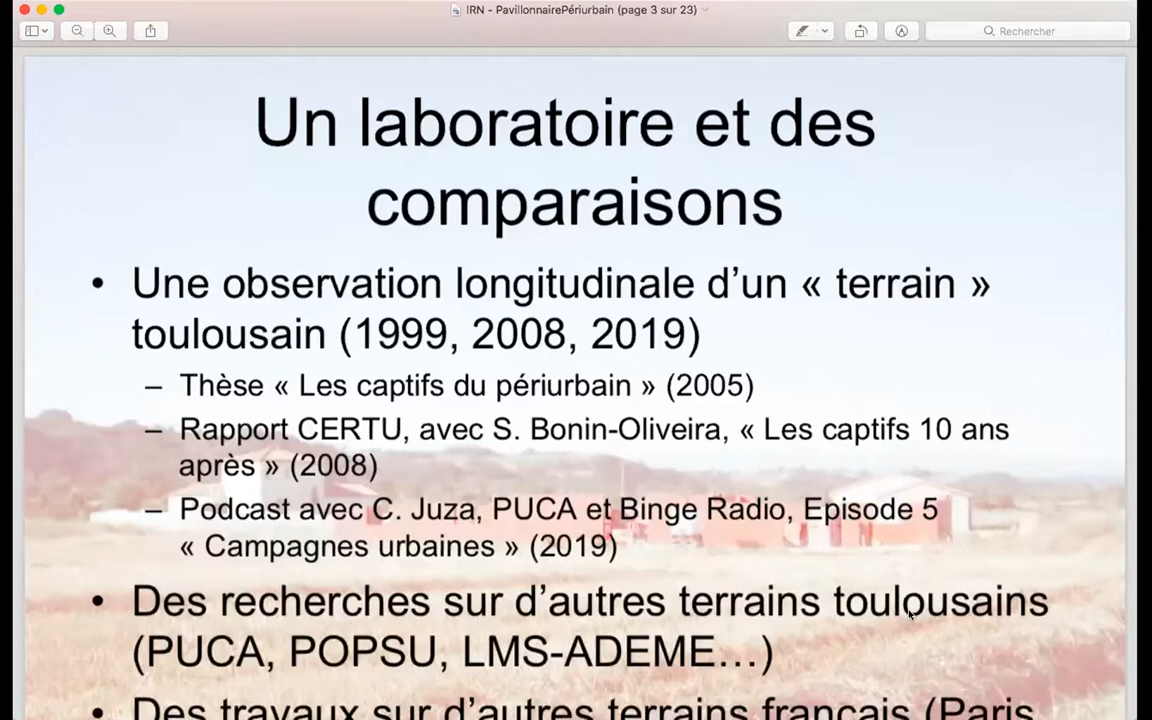 IRN - PavillonnairePériurbain (page 3 sur 23)
Rechercher
Un laboratoire et des
comparaisons
• Une observation longitudinale d’un « terrain »
toulousain (1999, 2008, 2019)
– Thèse « Les captifs du périurbain » (2005)
– Rapport CERTU, avec S. Bonin-Oliveira, « Les captifs 10 ans
après » (2008)
– Podcast avec C. Juza, PUCA et Binge Radio, Episode 5
« Campagnes urbaines » (2019)
• Des recherches sur d’autres terrains toulousains
(PUCA, POPSU, LMS-ADEME…)
• Des travaux sur d’autres terrains français (Paris